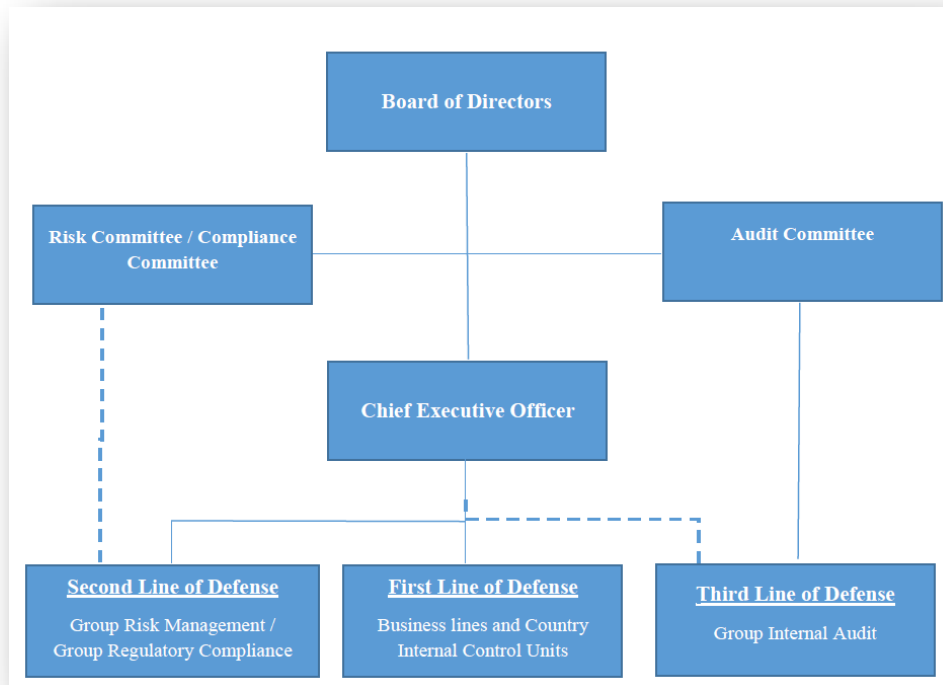 Board of Directors
Risk Committee / Compliance
Committee
Audit Committee
Chief Executive Officer
Second Line of Defense
Group Risk Management /
Group Regulatory Compliance
First Line of Defense
Business lines and Country
Internal Control Units
Third Line of Defense
Group Internal Audit